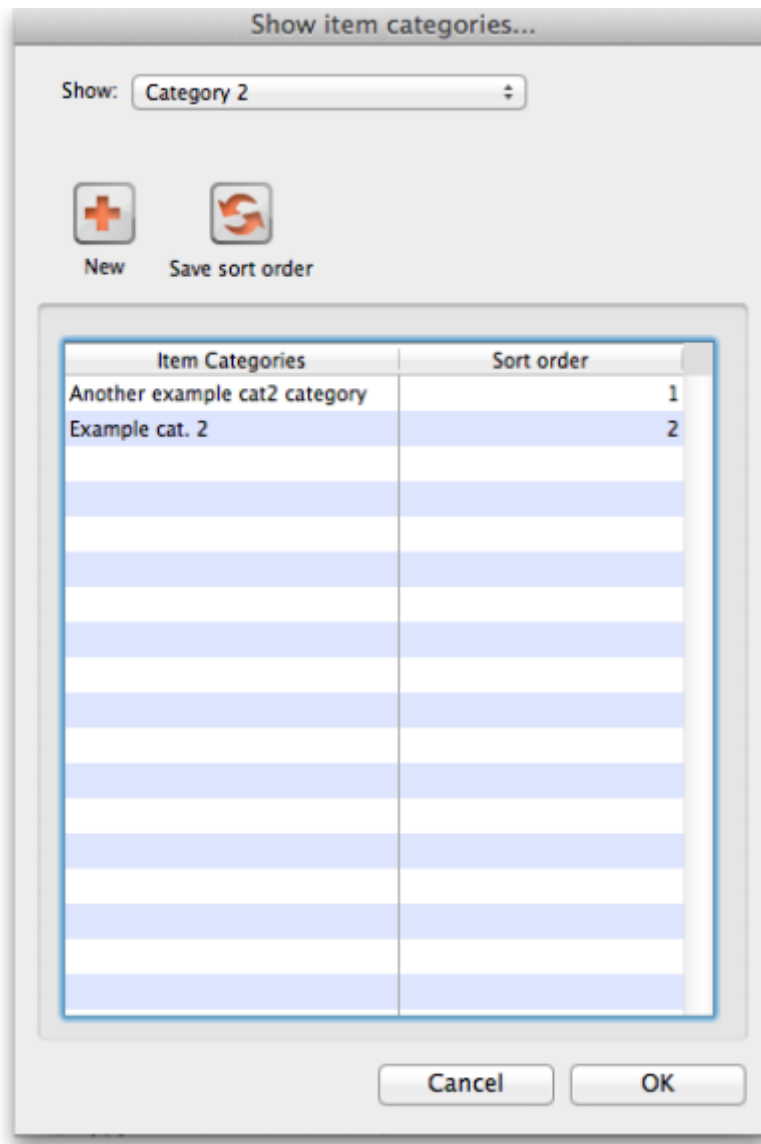 Show item categories...
Show: Category 2
New Save sort order
Item Categories Sort order
Another example cat2 category 1
Example cat. 2 2
Cancel OK